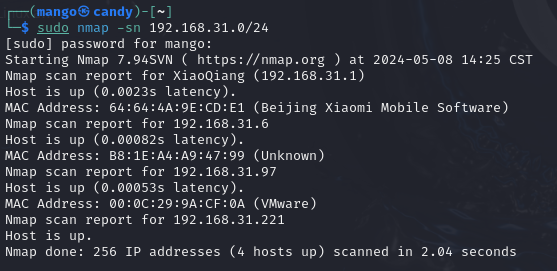 ┌──(mango㉿candy)-[~]
└─$ sudo nmap -sn 192.168.31.0/24
[sudo] password for mango:
Starting Nmap 7.94SVN ( https://nmap.org ) at 2024-05-08 14:25 CST
Nmap scan report for XiaoQiang (192.168.31.1)
Host is up (0.0023s latency).
MAC Address: 64:64:4A:9E:CD:E1 (Beijing Xiaomi Mobile Software)
Nmap scan report for 192.168.31.6
Host is up (0.00082s latency).
MAC Address: B8:1E:A4:A9:47:99 (Unknown)
Nmap scan report for 192.168.31.97
Host is up (0.00053s latency).
MAC Address: 00:0C:29:9A:CF:0A (VMware)
Nmap scan report for 192.168.31.221
Host is up.
Nmap done: 256 IP addresses (4 hosts up) scanned in 2.04 seconds